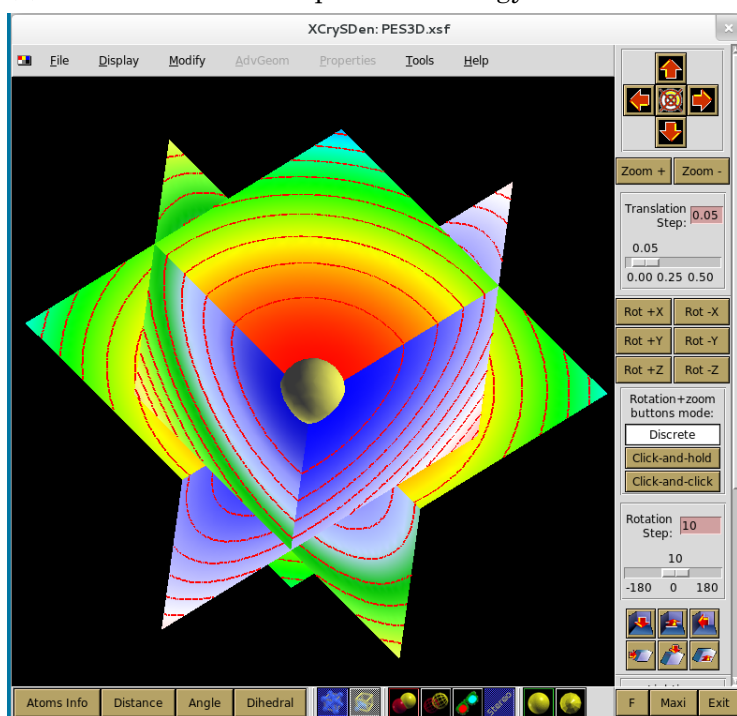 XCrySDen: PES3D.xsf
File Display Modify AdvGeom Properties Tools Help
Zoom + Zoom -
Translation
Step: 0.05
0.05
0.00 0.25 0.50
Rot +X Rot -X
Rot +Y Rot -Y
Rot +Z Rot -Z
Rotation+zoom
buttons mode:
Discrete
Click-and-hold
Click-and-click
Rotation
Step: 10
10
-180 0 180
Atoms Info Distance Angle Dihedral stereo F Maxi Exit